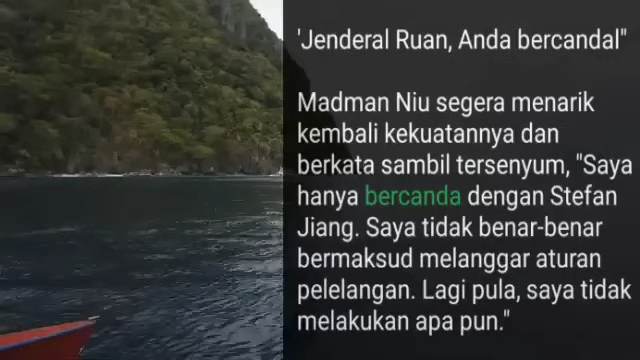 'Jenderal Ruan, Anda bercandal"
Madman Niu segera menarik
kembali kekuatannya dan
berkata sambil tersenyum, "Saya
hanya bercanda dengan Stefan
Jiang. Saya tidak benar-benar
bermaksud melanggar aturan
pelelangan. Lagi pula, saya tidak
melakukan apa pun."